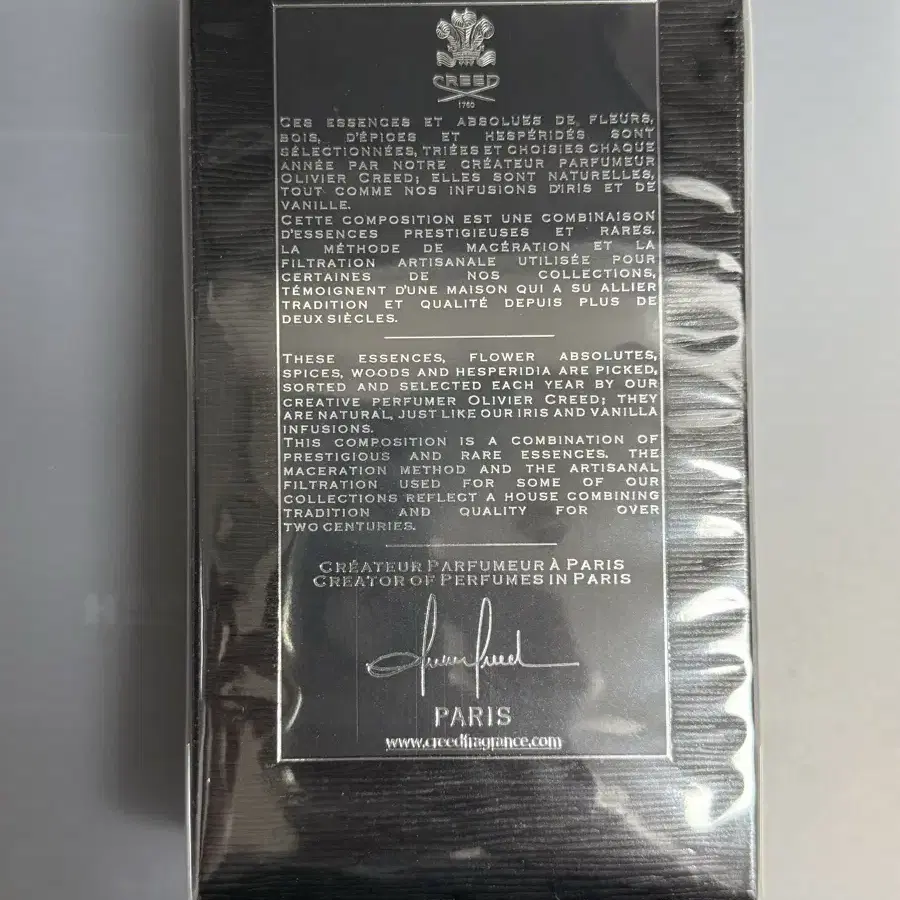 CREED
1760
CES ESSENCES ET ABSOLUES DE FLEURS,
BOIS, D'ÉPICES ET HESPÉRIDÉS SONT
SÉLECTIONNÉES, TRIÉES ET CHOISIES CHAQUE
ANNÉE PAR NOTRE CRÉATEUR PARFUMEUR
OLIVIER CREED; ELLES SONT NATURELLES,
TOUT COMME NOS INFUSIONS D'IRIS ET DE
VANILLE.
CETTE COMPOSITION EST UNE COMBINAISON
D'ESSENCES PRESTIGIEUSES ET RARES.
LA MÉTHODE DE MACÉRATION ET LA
FILTRATION ARTISANALE UTILISÉE POUR
CERTAINES DE NOS COLLECTIONS,
TÉMOIGNENT D'UNE MAISON QUI A SU ALLIER
TRADITION ET QUALITÉ DEPUIS PLUS DE
DEUX SIÈCLES.
THESE ESSENCES, FLOWER ABSOLUTES,
SPICES, WOODS AND HESPERIDIA ARE PICKED,
SORTED AND SELECTED EACH YEAR BY OUR
CREATIVE PERFUMER OLIVIER CREED; THEY
ARE NATURAL, JUST LIKE OUR IRIS AND VANILLA
INFUSIONS.
THIS COMPOSITION IS A COMBINATION OF
PRESTIGIOUS AND RARE ESSENCES. THE
MACERATION METHOD AND THE ARTISANAL
FILTRATION USED FOR SOME OF OUR
COLLECTIONS REFLECT A HOUSE COMBINING
TRADITION AND QUALITY FOR OVER
TWO CENTURIES.
CRÉATEUR PARFUMEUR À PARIS
CREATOR OF PERFUMES IN PARIS
Olivier Creed
PARIS
www.creedfragrance.com